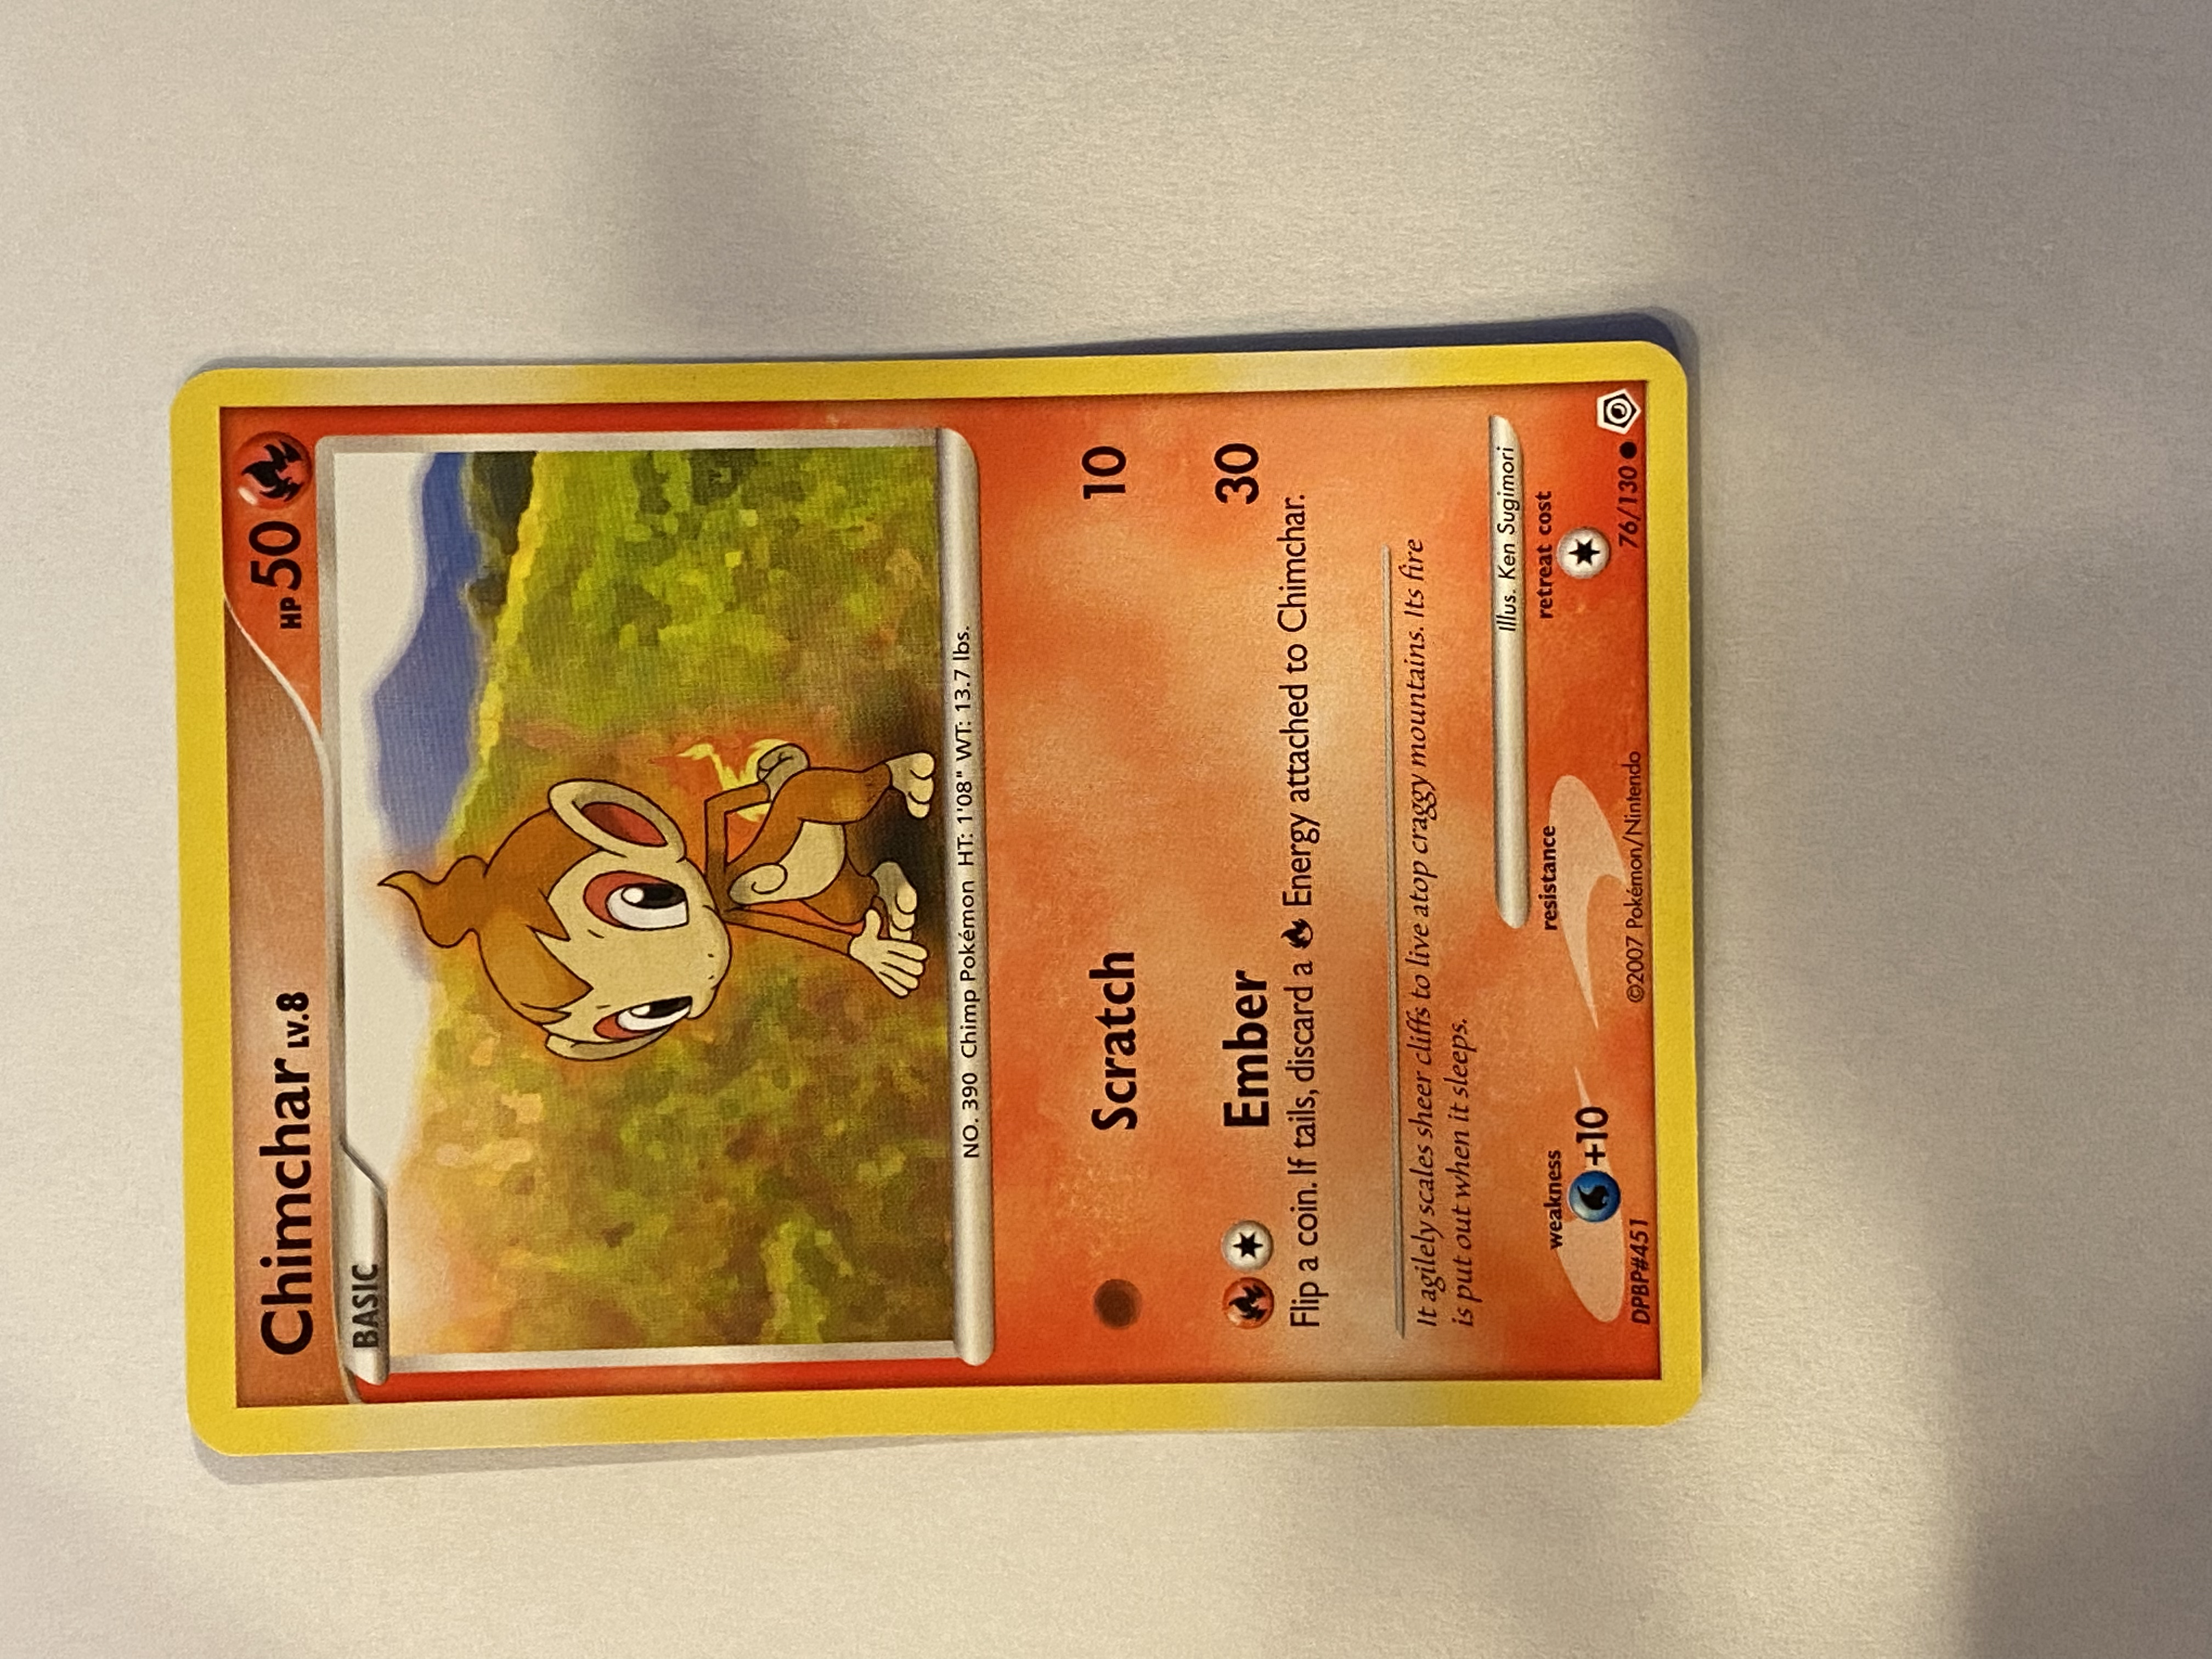 Chimchar LV.8
HP 50
BASIC
NO. 390 Chimp Pokémon HT: 1'08" WT: 13.7 lbs.
Scratch 10
Ember 30
Flip a coin. If tails, discard a Energy attached to Chimchar.
It agilely scales sheer cliffs to live atop craggy mountains. Its fire
is put out when it sleeps.
Illus. Ken Sugimori
weakness resistance retreat cost
+10
DPBP#451 ©2007 Pokémon/Nintendo 76/130